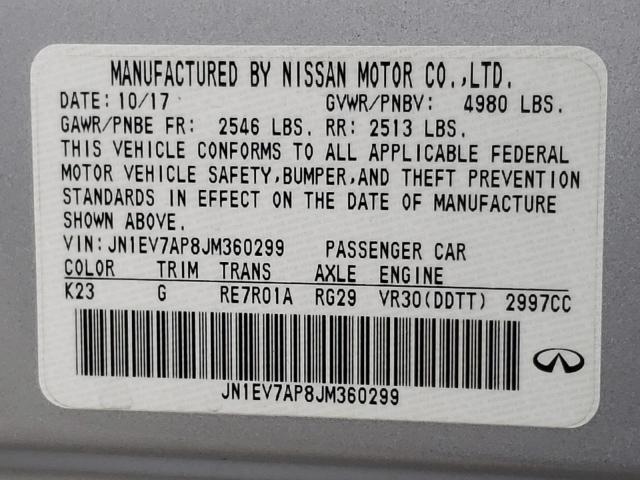 MANUFACTURED BY NISSAN MOTOR CO.,LTD.
DATE: 10/17 GVWR/PNBV: 4980 LBS.
GAWR/PNBE FR: 2546 LBS. RR: 2513 LBS.
THIS VEHICLE CONFORMS TO ALL APPLICABLE FEDERAL
MOTOR VEHICLE SAFETY,BUMPER,AND THEFT PREVENTION
STANDARDS IN EFFECT ON THE DATE OF MANUFACTURE
SHOWN ABOVE.
VIN: JN1EV7AP8JM360299 PASSENGER CAR
COLOR TRIM TRANS AXLE ENGINE
K23 G RE7R01A RG29 VR30(DDTT) 2997CC
JN1EV7AP8JM360299